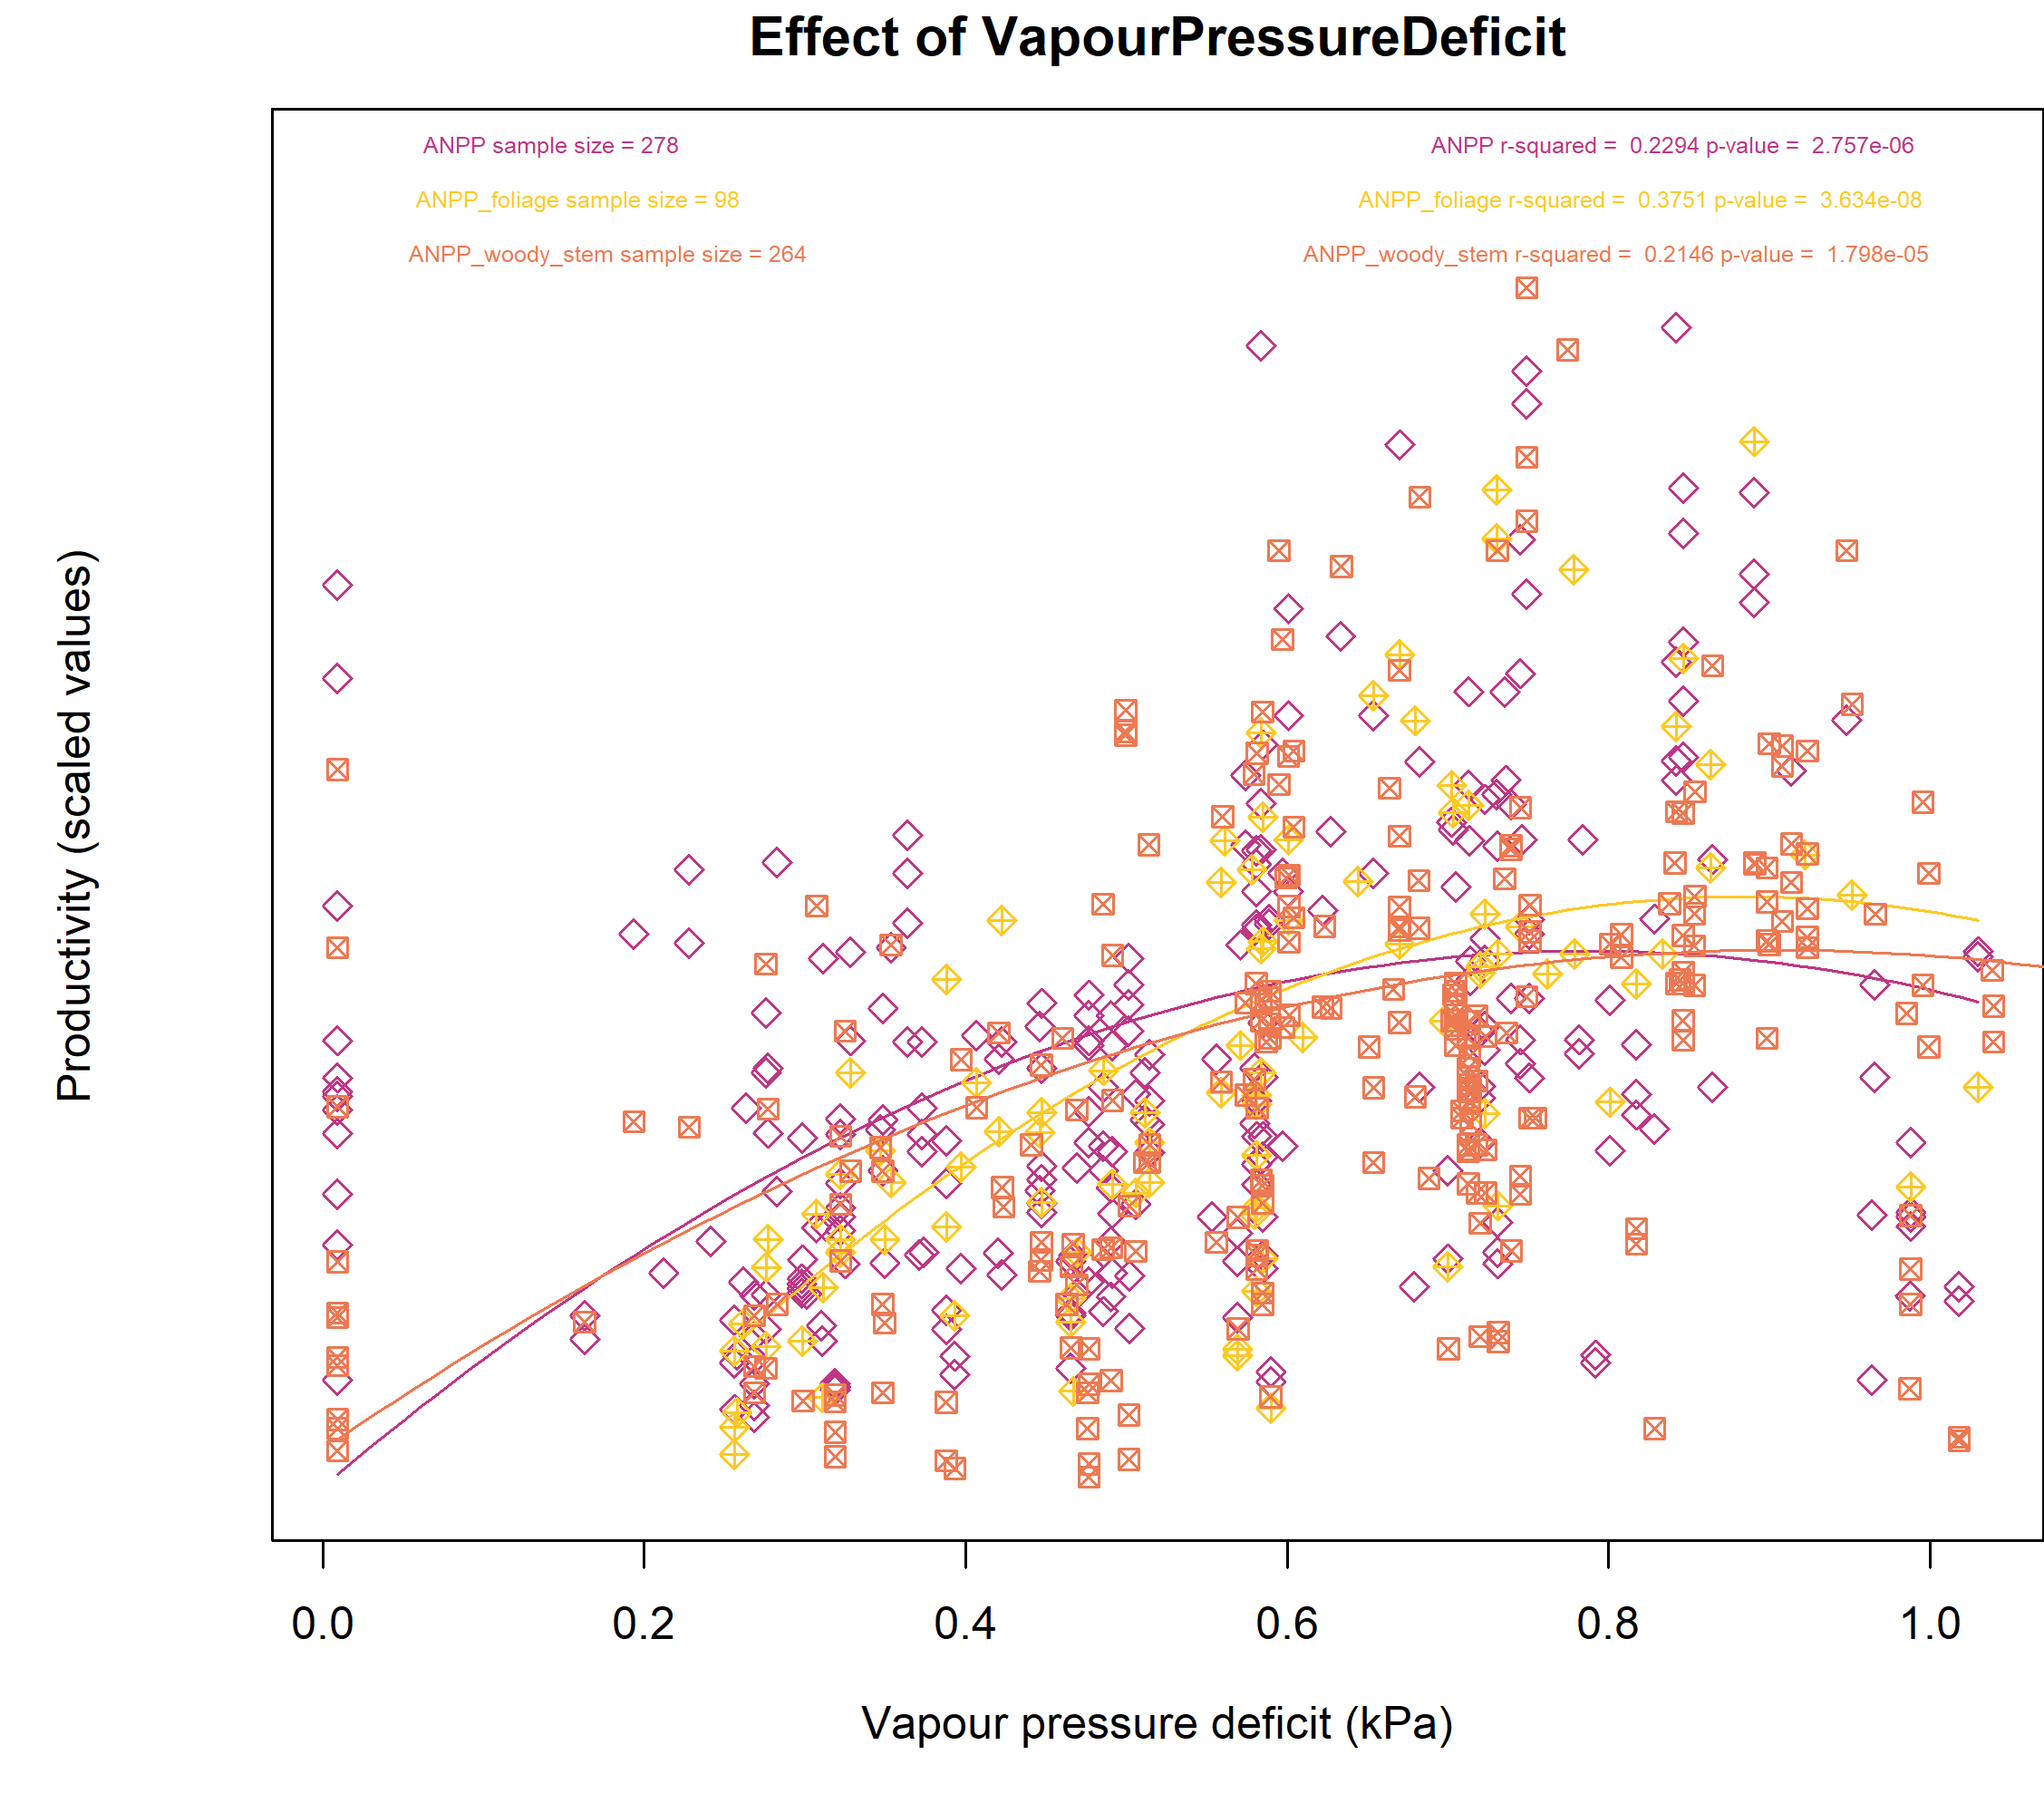 Effect of VapourPressureDeficit
ANPP sample size = 278
ANPP r-squared =  0.2294 p-value =  2.757e-06
ANPP_foliage sample size = 98
ANPP_foliage r-squared =  0.3751 p-value =  3.634e-08
ANPP_woody_stem sample size = 264
ANPP_woody_stem r-squared =  0.2146 p-value =  1.798e-05
Productivity (scaled values)
0.0 0.2 0.4 0.6 0.8 1.0
Vapour pressure deficit (kPa)